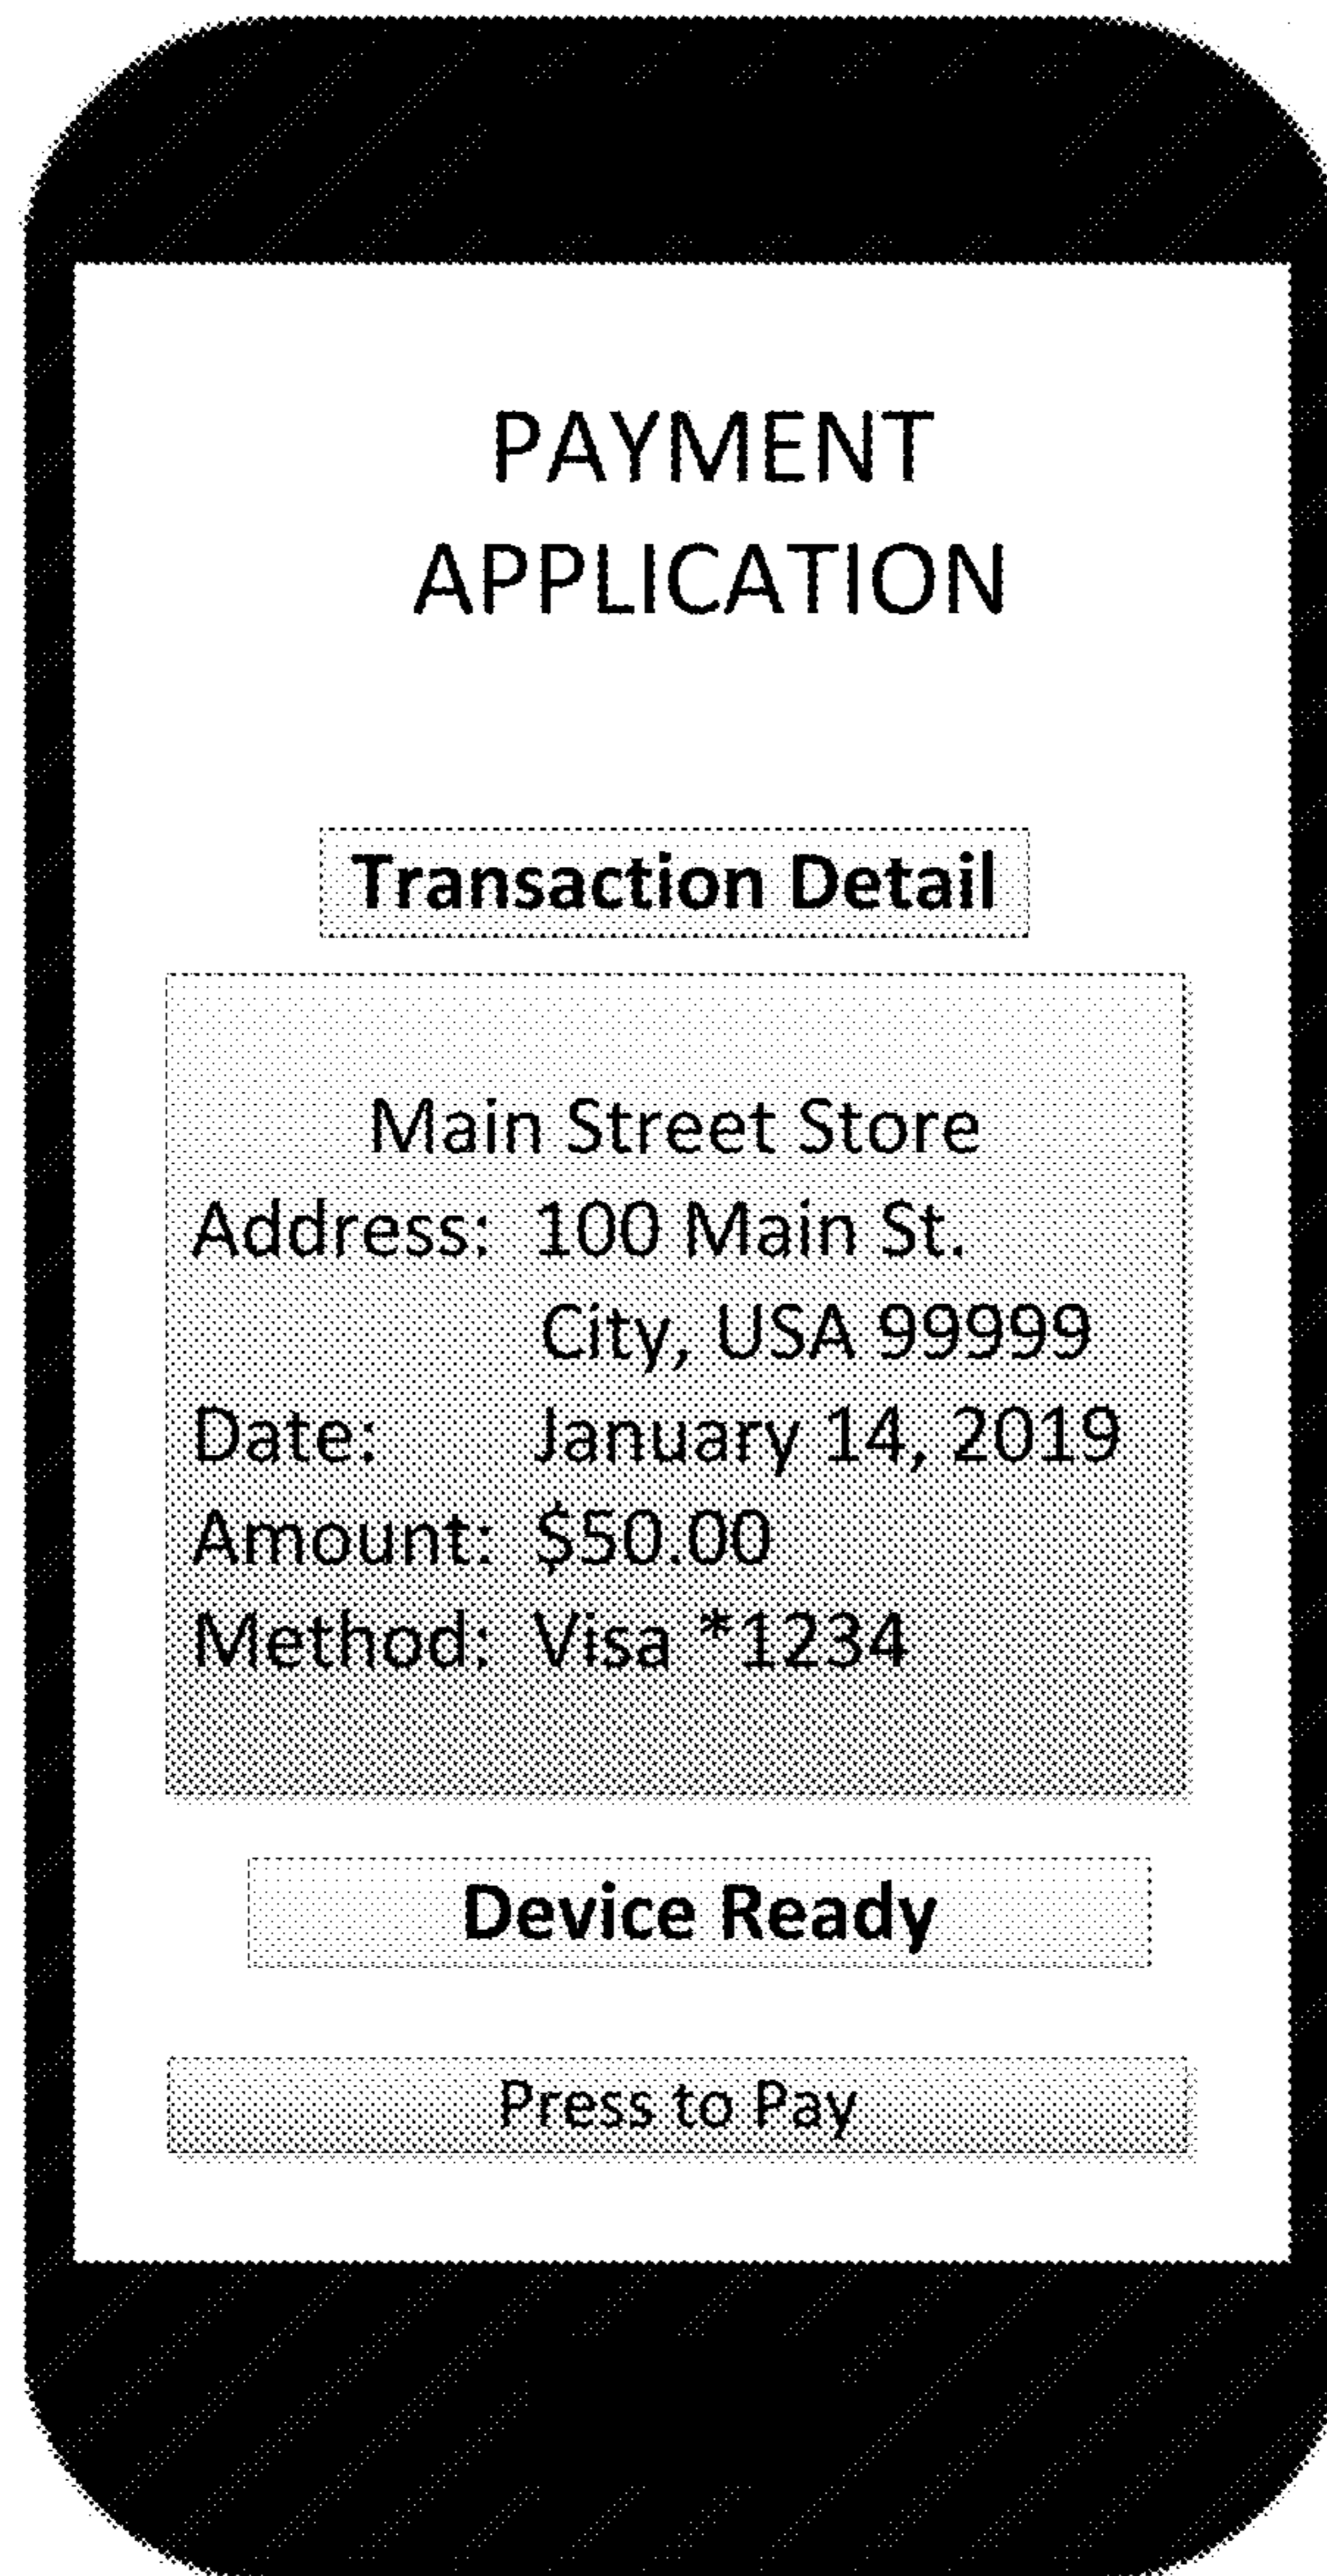 PAYMENT
APPLICATION
Transaction Detail
Main Street Store
Address: 100 Main St.
City, USA 99999
Date: January 14, 2019
Amount: $50.00
Method: Visa *1234
Device Ready
Press to Pay